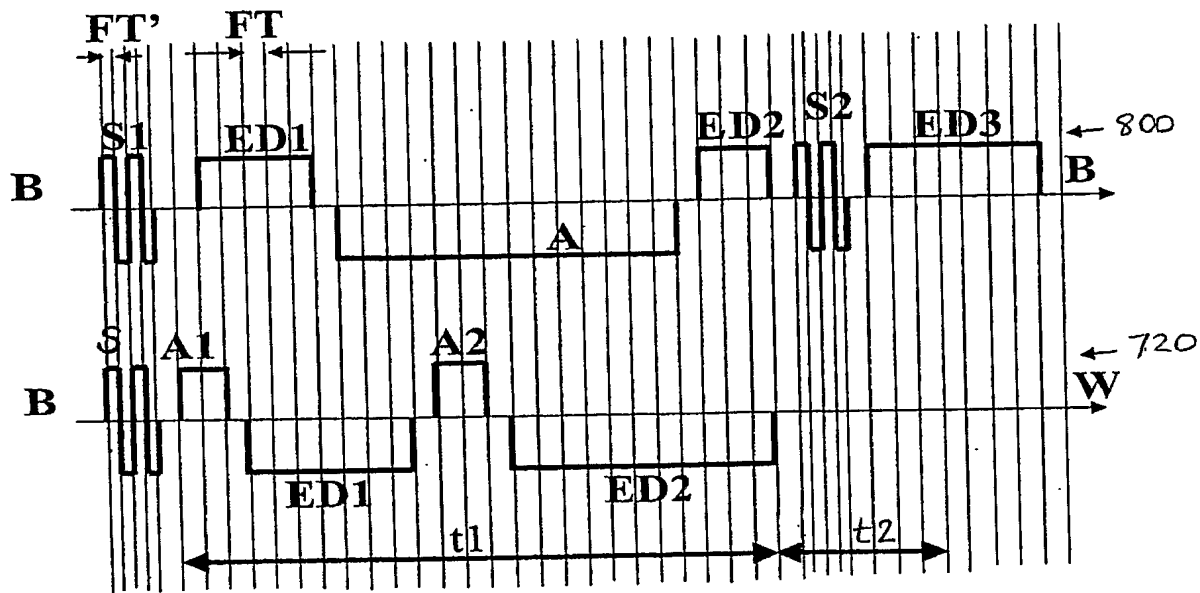 FT' FT
S1 ED1 ED2 S2 ED3 800
B A B
S A1 A2 720
B W
ED1 ED2
t1 t2